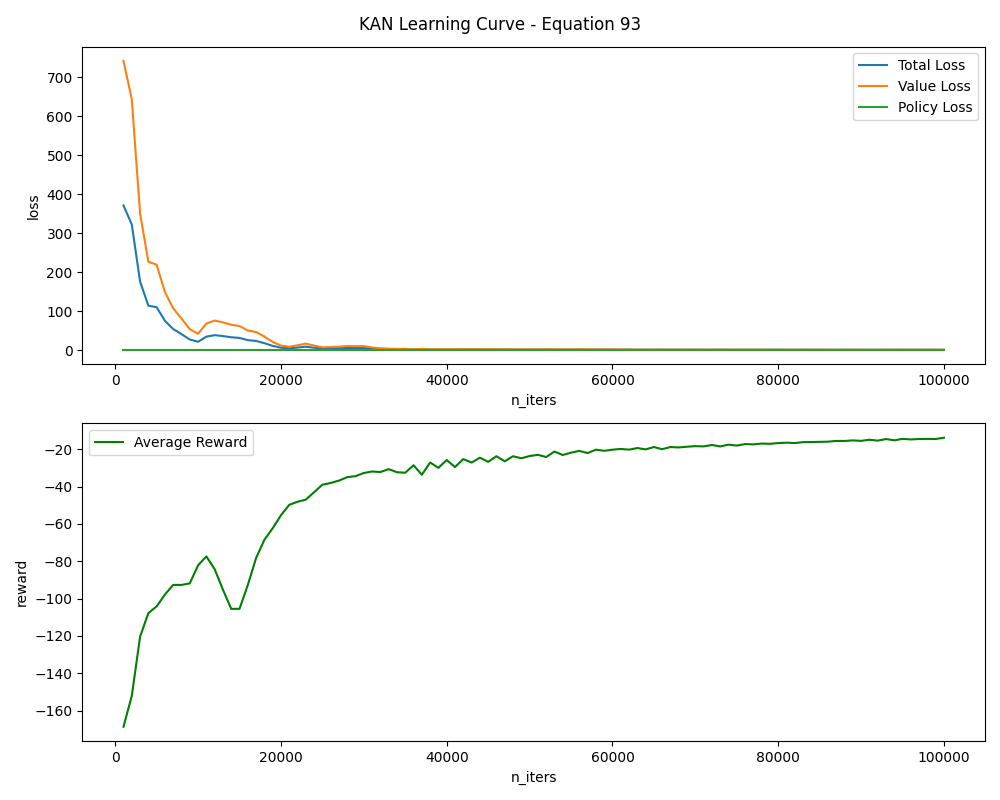 KAN Learning Curve - Equation 93
Total Loss
Value Loss
Policy Loss
700
600
500
400
300
200
100
0
loss
0 20000 40000 60000 80000 100000
n_iters
Average Reward
−20
−40
−60
−80
−100
−120
−140
−160
reward
0 20000 40000 60000 80000 100000
n_iters